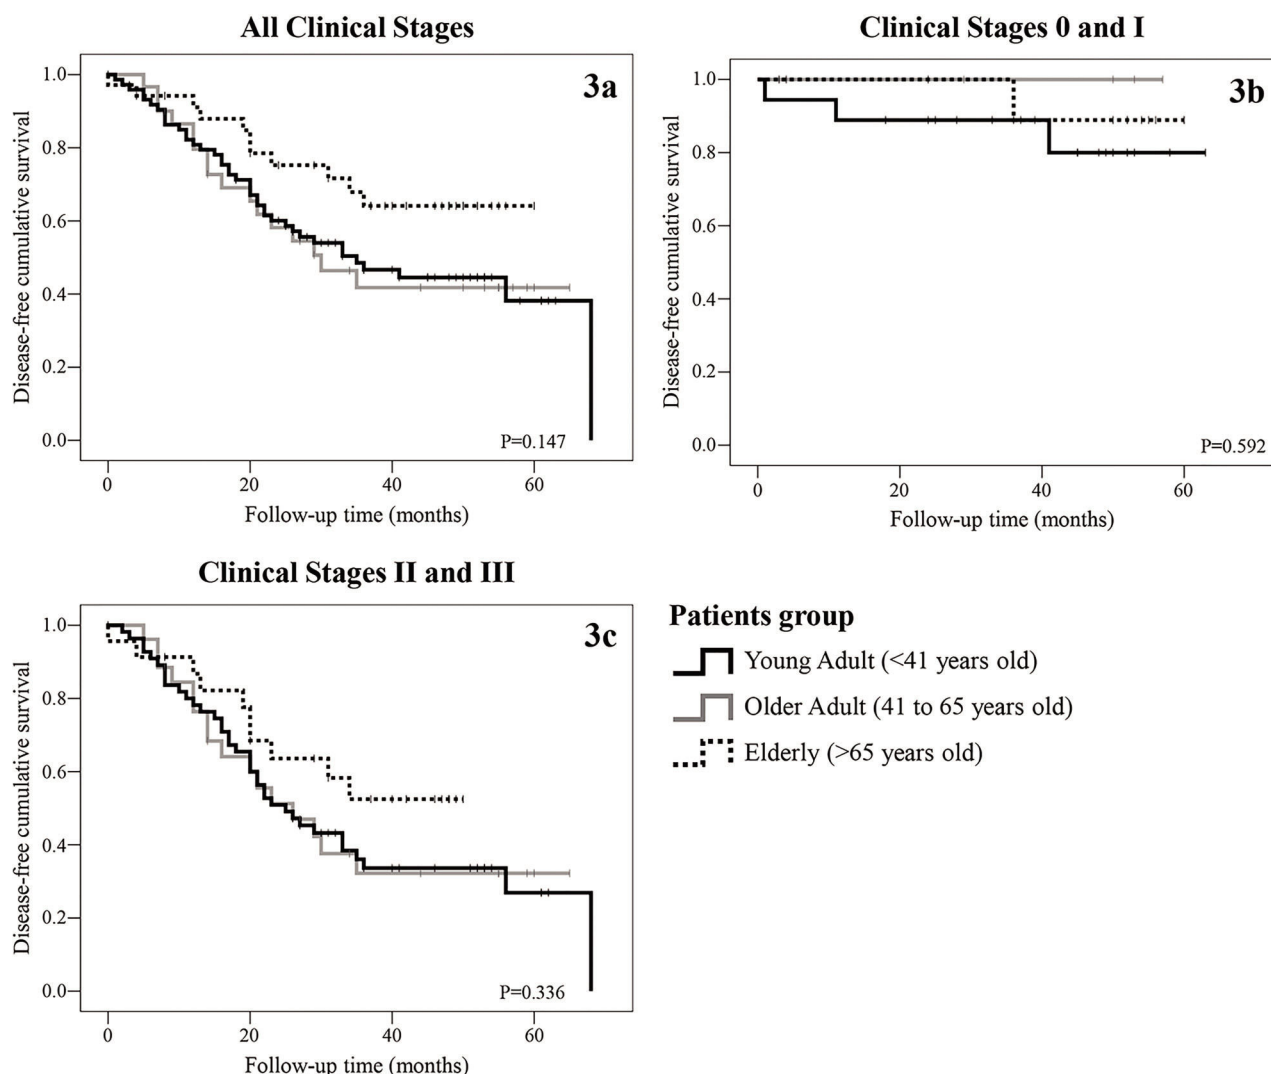 All Clinical Stages
3a
Disease-free cumulative survival
1.0
0.8
0.6
0.4
0.2
0.0
P=0.147
0 20 40 60
Follow-up time (months)
Clinical Stages 0 and I
3b
Disease-free cumulative survival
1.0
0.8
0.6
0.4
0.2
0.0
P=0.592
0 20 40 60
Follow-up time (months)
Clinical Stages II and III
3c
Disease-free cumulative survival
1.0
0.8
0.6
0.4
0.2
0.0
P=0.336
0 20 40 60
Follow-up time (months)
Patients group
Young Adult (<41 years old)
Older Adult (41 to 65 years old)
Elderly (>65 years old)